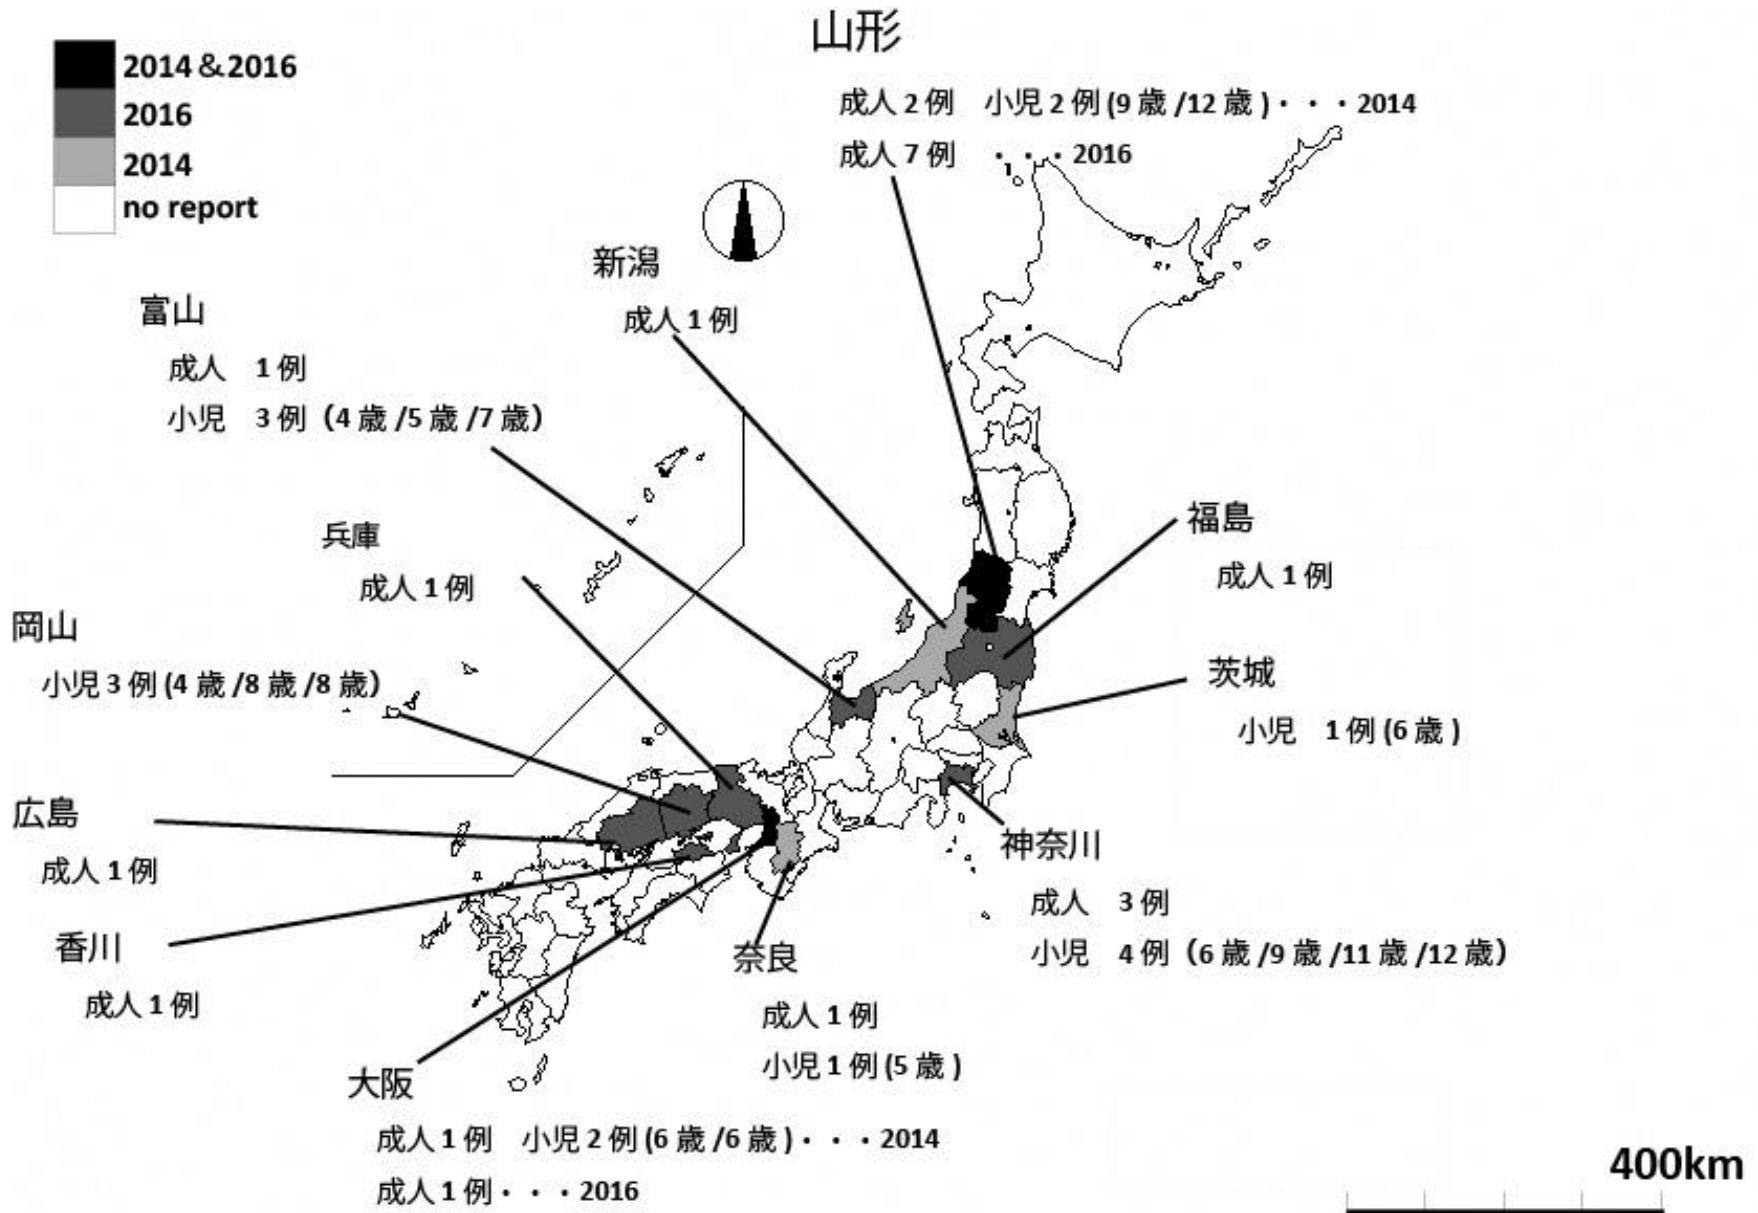 山形
2014＆2016
2016
2014
no report
成人2例　小児2例(9歳/12歳)・・・2014
成人7例　・・・2016
新潟
成人1例
富山
成人　1例
小児　3例（4歳/5歳/7歳）
兵庫
成人1例
福島
成人1例
岡山
小児3例(4歳/8歳/8歳）
茨城
小児　1例(6歳)
広島
成人1例
神奈川
成人　3例
小児　4例（6歳/9歳/11歳/12歳）
香川
成人1例
奈良
成人1例
小児1例(5歳)
大阪
成人1例　小児2例(6歳/6歳)・・・2014
成人1例・・・2016
400km